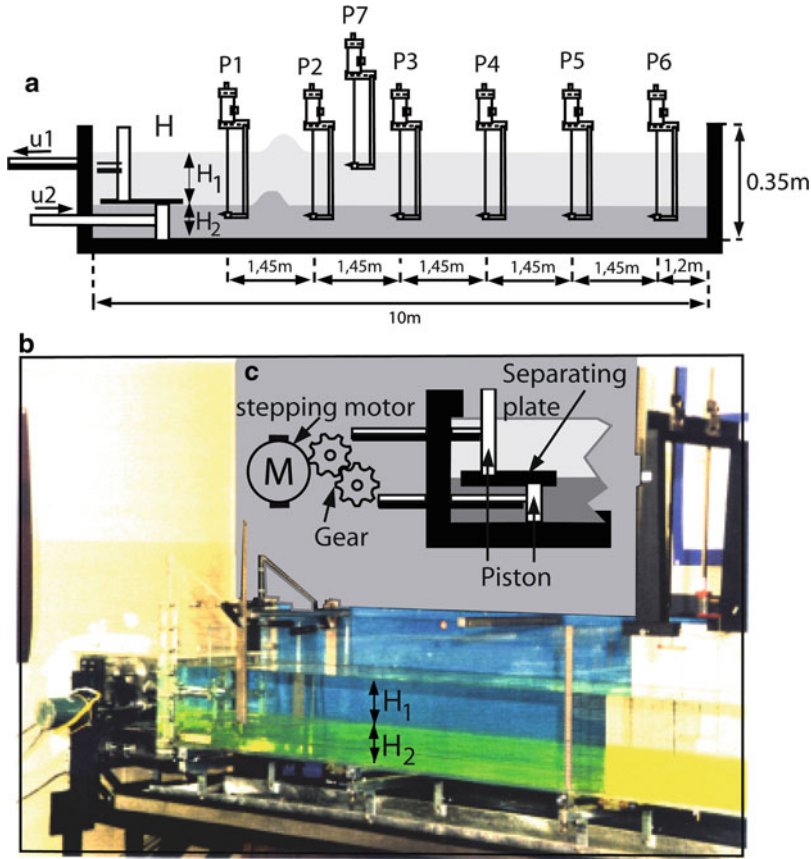 a
P1
P2
P7
P3
P4
P5
P6
H
u1
u2
H1
H2
0.35m
1,45m 1,45m 1,45m 1,45m 1,45m 1,2m
10m
b
c
Separating
plate
stepping motor
M
Gear
Piston
H1
H2